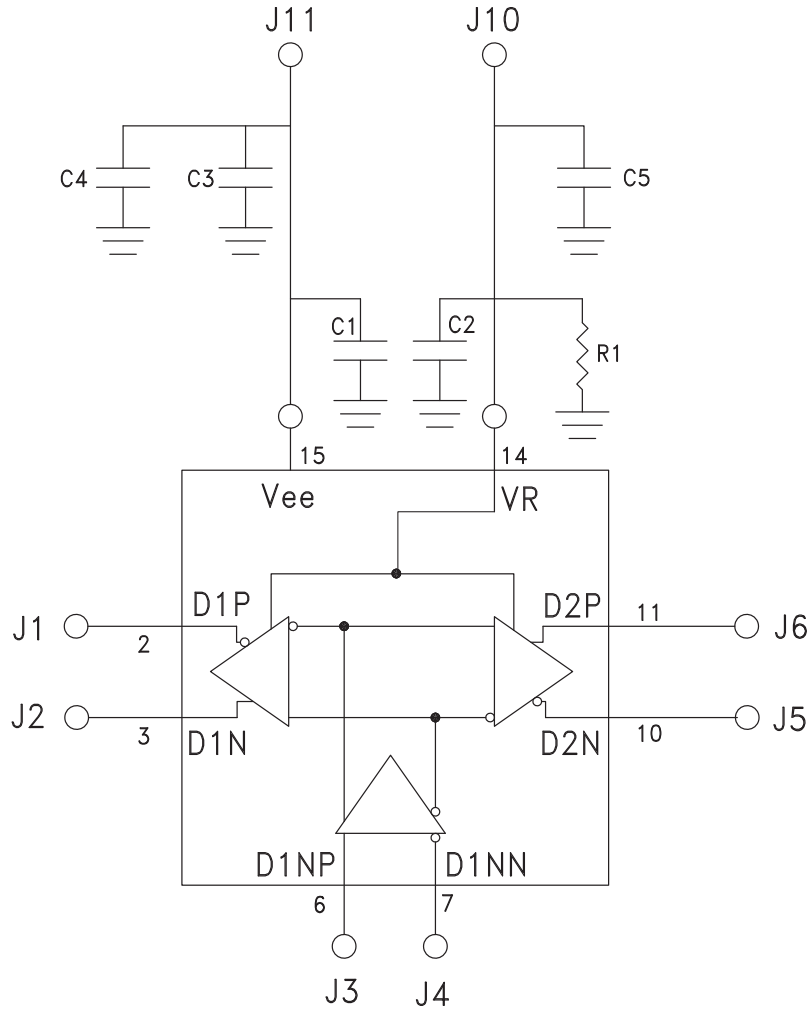 J11 J10
C4 C3 C5
C1 C2 R1
15 14
Vee VR
D1P D2P
J1 2 11 J6
J2 3 10 J5
D1N D2N
D1NP D1NN
6 7
J3 J4